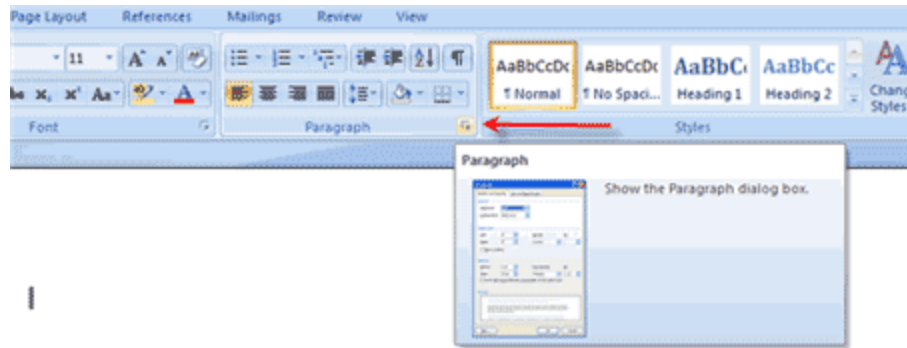 Page Layout References Mailings Review View
11 A A Aa A
AaBbCcDc AaBbCcDc AaBbC AaBbCc
¶ Normal ¶ No Spaci... Heading 1 Heading 2 Chang
Styles
Font Paragraph Styles
Paragraph
Show the Paragraph dialog box.